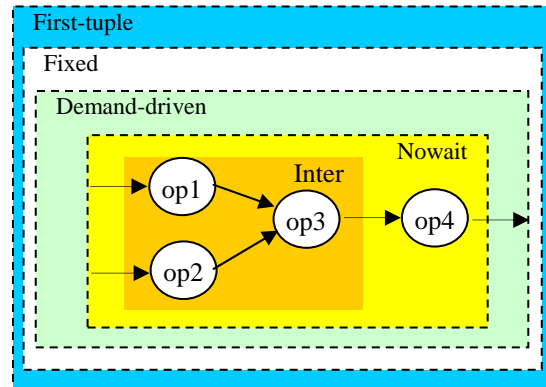 First-tuple
Fixed
Demand-driven
Nowait
Inter
op1
op3
op4
op2